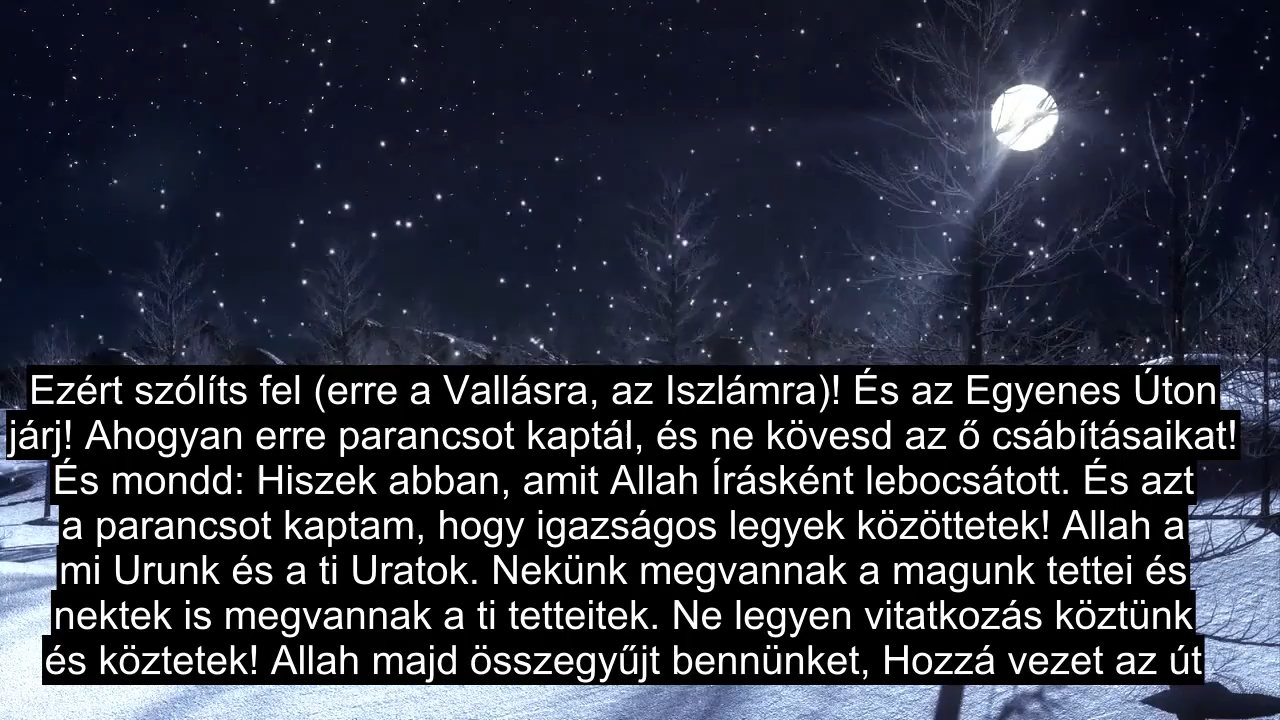 Ezért szólíts fel (erre a Vallásra, az Iszlámra)! És az Egyenes Úton
járj! Ahogyan erre parancsot kaptál, és ne kövesd az ő csábításaikat!
És mondd: Hiszek abban, amit Allah Írásként lebocsátott. És azt
a parancsot kaptam, hogy igazságos legyek közöttetek! Allah a
mi Urunk és a ti Uratok. Nekünk megvannak a magunk tettei és
nektek is megvannak a ti tetteitek. Ne legyen vitatkozás köztünk
és köztetek! Allah majd összegyűjt bennünket, Hozzá vezet az út